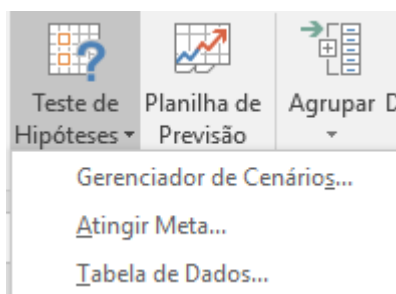 Teste de
Hipóteses
Planilha de
Previsão
Agrupar
D
Gerenciador de Cenários...
Atingir Meta...
Tabela de Dados...